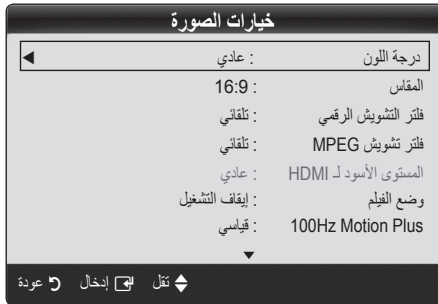 خيارات الصورة
درجة اللون : عادي
المقاس : 16:9
فلتر التشويش الرقمي : تلقائي
فلتر تشويش MPEG : تلقائي
المستوى الأسود لـ HDMI : عادي
وضع الفيلم : إيقاف التشغيل
100Hz Motion Plus : قياسي
تقل إدخال عودة